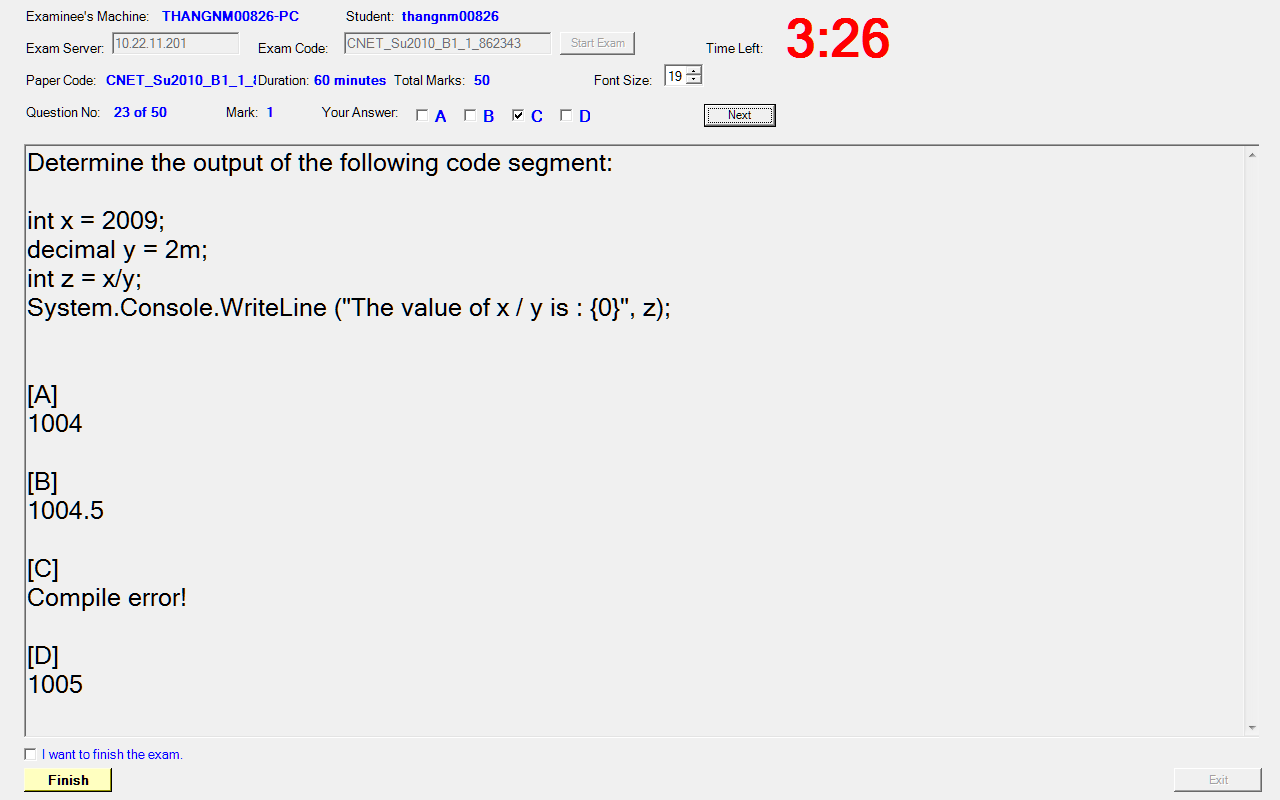 Examinee's Machine: THANGNM00826-PC Student: thangnm00826
Exam Server: 10.22.11.201 Exam Code: CNET_Su2010_B1_1_862343 Start Exam Time Left: 3:26
Paper Code: CNET_Su2010_B1_1_ Duration: 60 minutes Total Marks: 50 Font Size: 19
Question No: 23 of 50 Mark: 1 Your Answer: A B C D Next
Determine the output of the following code segment:
int x = 2009;
decimal y = 2m;
int z = x/y;
System.Console.WriteLine ("The value of x / y is : {0}", z);
[A]
1004
[B]
1004.5
[C]
Compile error!
[D]
1005
I want to finish the exam.
Finish Exit